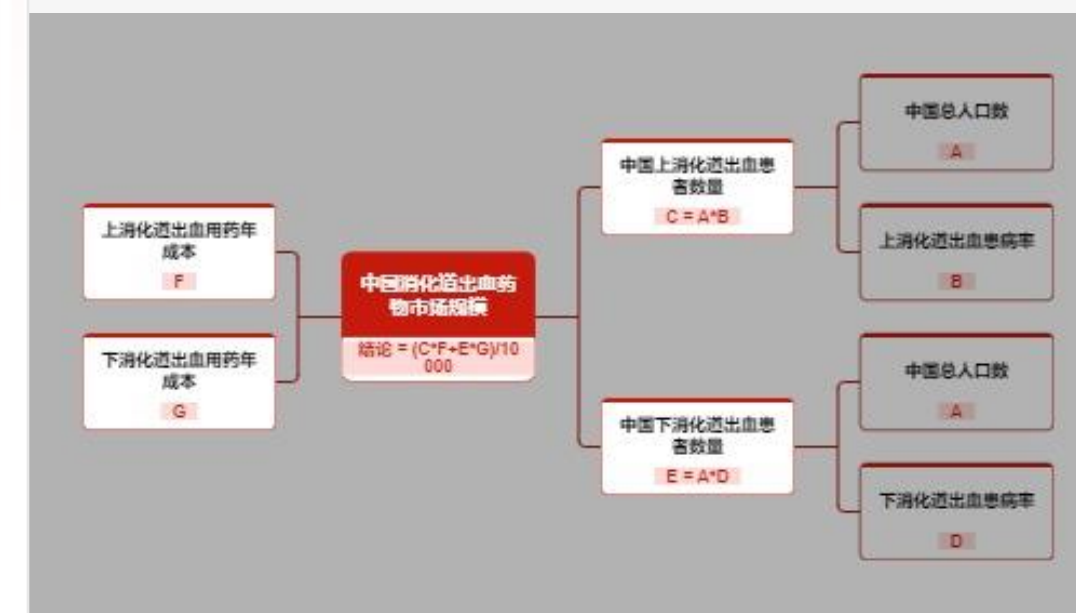 上消化道出血用药年
成本
F
下消化道出血用药年
成本
G
中国消化道出血药
物市场规模
结论 = (C*F+E*G)/10
000
中国上消化道出血患
者数量
C = A*B
中国下消化道出血患
者数量
E = A*D
中国总人口数
A
上消化道出血患病率
B
中国总人口数
A
下消化道出血患病率
D